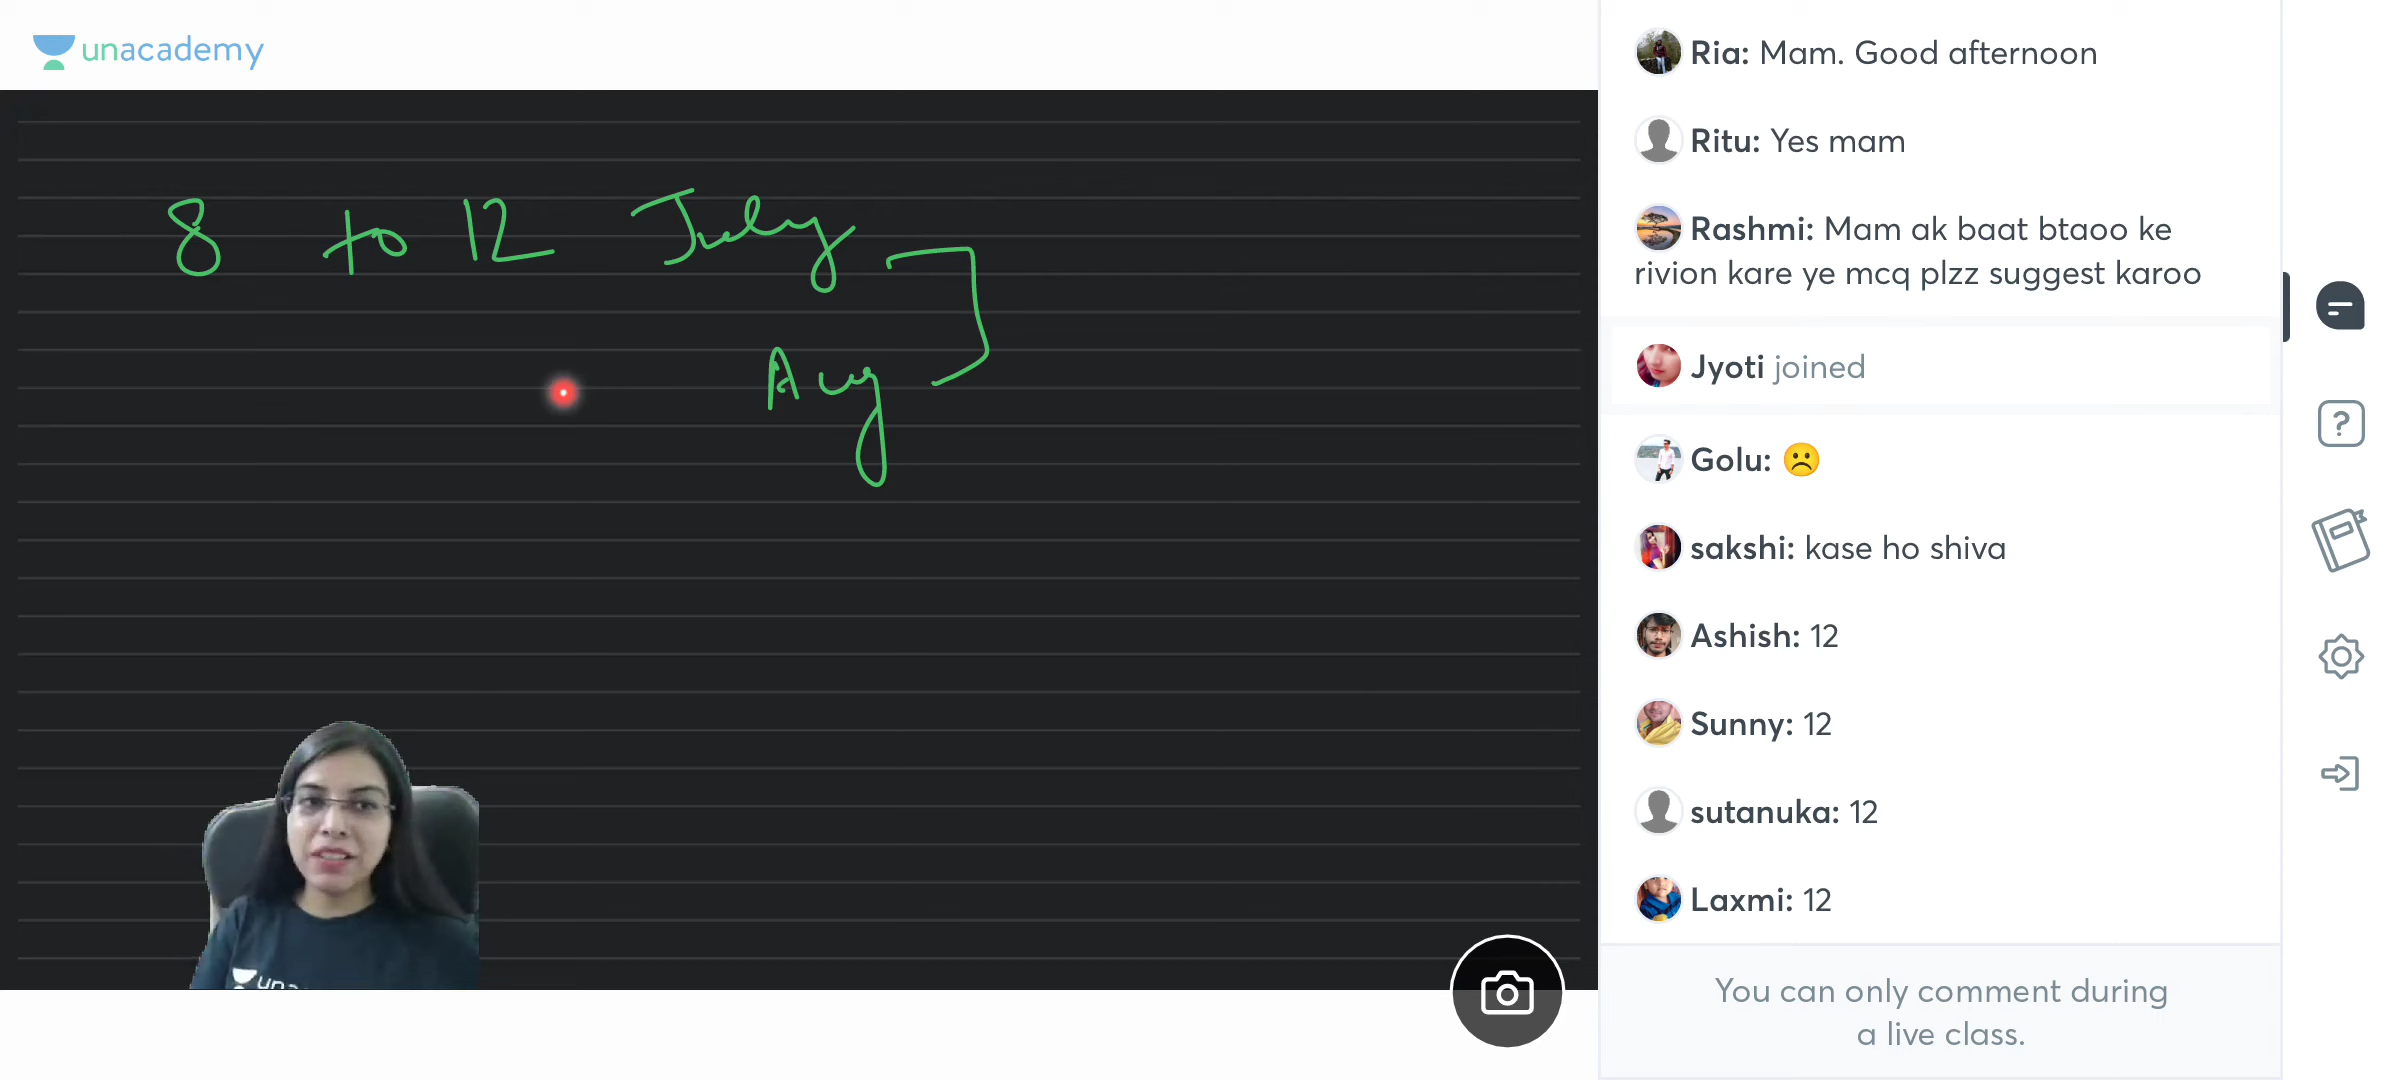 unacademy
8 to 12 July
Aug
una
Ria: Mam. Good afternoon
Ritu: Yes mam
Rashmi: Mam ak baat btaoo ke
rivion kare ye mcq plzz suggest karoo
Jyoti joined
Golu: ☹️
sakshi: kase ho shiva
Ashish: 12
Sunny: 12
sutanuka: 12
Laxmi: 12
You can only comment during
a live class.